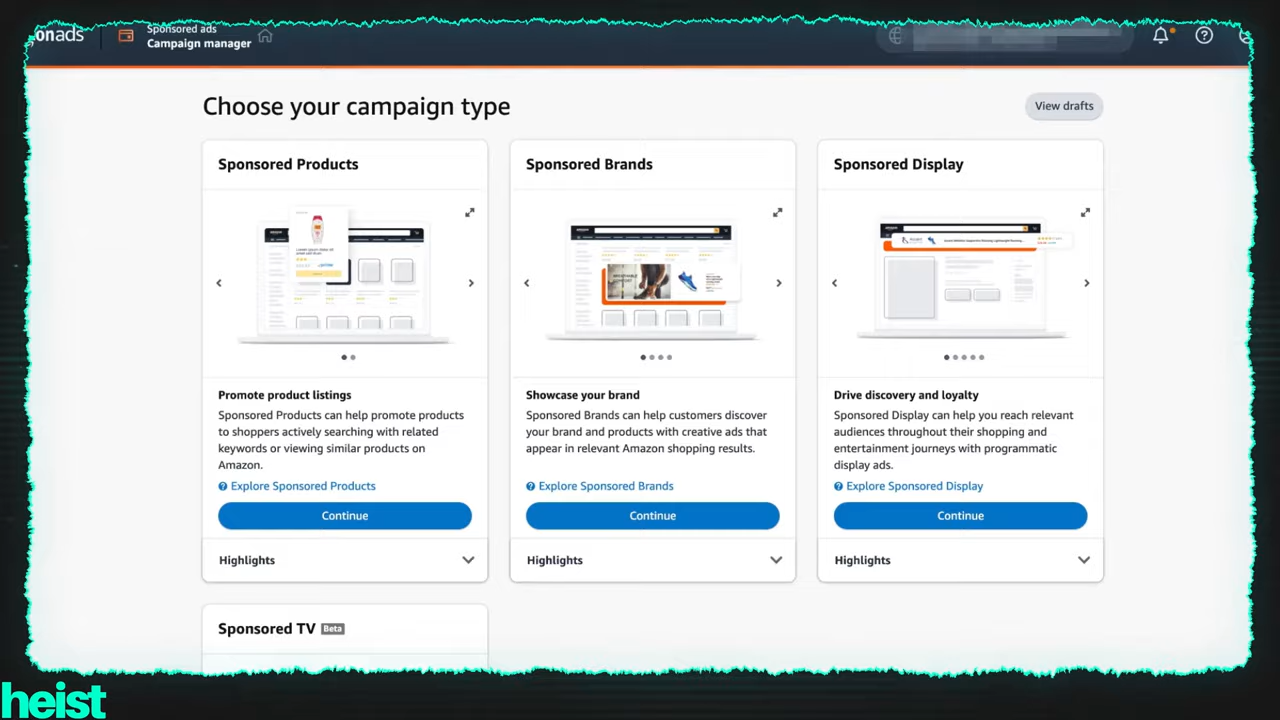 onads
Sponsored ads
Campaign manager
Choose your campaign type
View drafts
Sponsored Products
Sponsored Brands
Sponsored Display
Promote product listings
Sponsored Products can help promote products
to shoppers actively searching with related
keywords or viewing similar products on
Amazon.
Explore Sponsored Products
Continue
Highlights
Showcase your brand
Sponsored Brands can help customers discover
your brand and products with creative ads that
appear in relevant Amazon shopping results.
Explore Sponsored Brands
Continue
Highlights
Drive discovery and loyalty
Sponsored Display can help you reach relevant
audiences throughout their shopping and
entertainment journeys with programmatic
display ads.
Explore Sponsored Display
Continue
Highlights
Sponsored TV Beta
heist